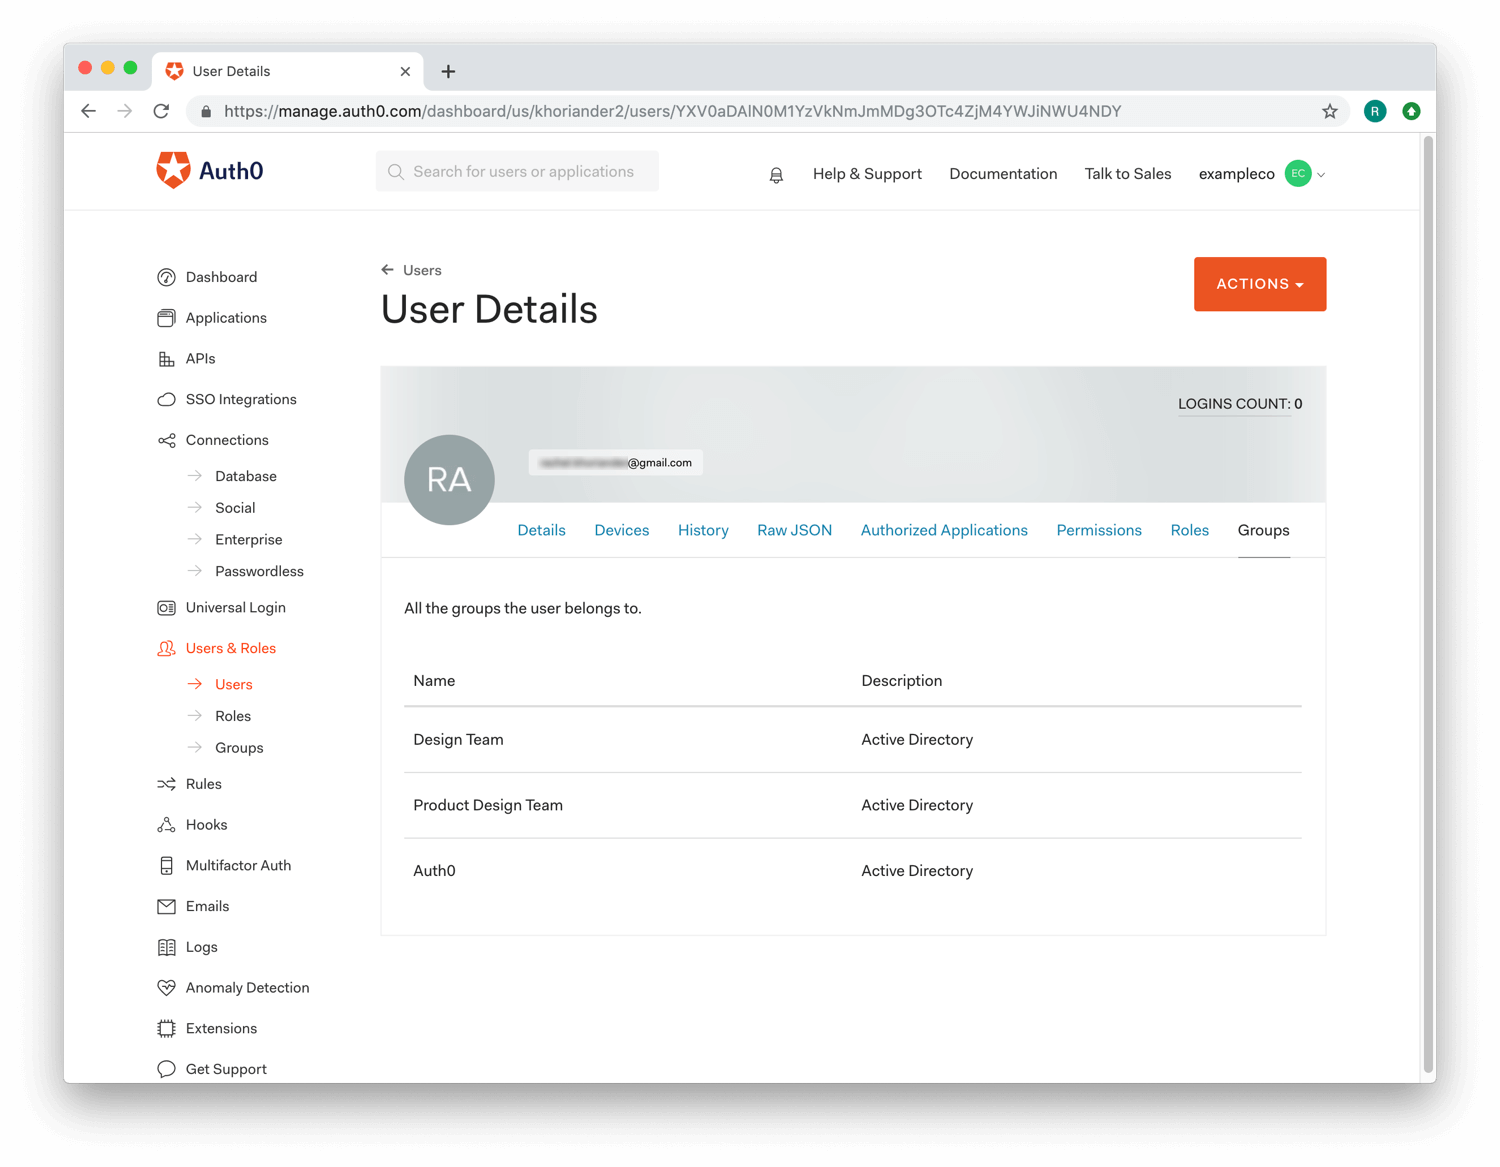 User Details
https://manage.auth0.com/dashboard/us/khoriander2/users/YXV0aDAlN0M1YzVkNmJmMDg3OTc4ZjM4YWJiNWU4NDY
R
Auth0
Search for users or applications
Help & Support
Documentation
Talk to Sales
exampleco
EC
Dashboard
Applications
APIs
SSO Integrations
Connections
Database
Social
Enterprise
Passwordless
Universal Login
Users & Roles
Users
Roles
Groups
Rules
Hooks
Multifactor Auth
Emails
Logs
Anomaly Detection
Extensions
Get Support
Users
User Details
ACTIONS
LOGINS COUNT: 0
RA
@gmail.com
Details
Devices
History
Raw JSON
Authorized Applications
Permissions
Roles
Groups
All the groups the user belongs to.
Name
Description
Design Team
Active Directory
Product Design Team
Active Directory
Auth0
Active Directory